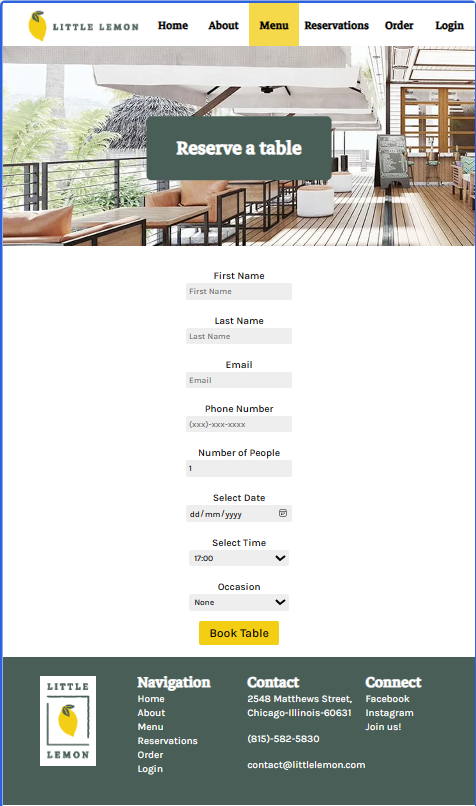 LITTLE LEMON Home About Menu Reservations Order Login
Reserve a table
First Name
First Name
Last Name
Last Name
Email
Email
Phone Number
(xxx)-xxx-xxxx
Number of People
1
Select Date
dd/mm/yyyy
Select Time
17:00
Occasion
None
Book Table
LITTLE
LEMON
Navigation
Home
About
Menu
Reservations
Order
Login
Contact
2548 Matthews Street,
Chicago-Illinois-60631
(815)-582-5830
contact@littlelemon.com
Connect
Facebook
Instagram
Join us!